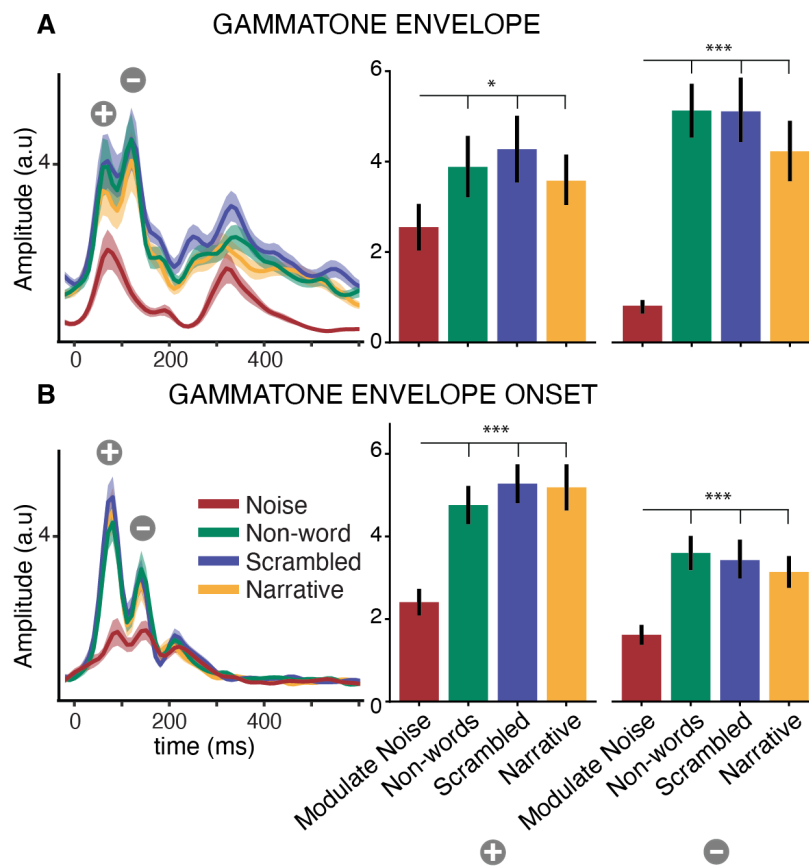 A GAMMATONE ENVELOPE
+ −
Amplitude (a.u)
4
0 200 400
6
4
2
0
*
***
B GAMMATONE ENVELOPE ONSET
+ −
Amplitude (a.u)
4
Noise
Non-word
Scrambled
Narrative
0 200 400
time (ms)
6
4
2
0
***
***
Modulate Noise
Non-words
Scrambled
Narrative
Modulate Noise
Non-words
Scrambled
Narrative
+ −